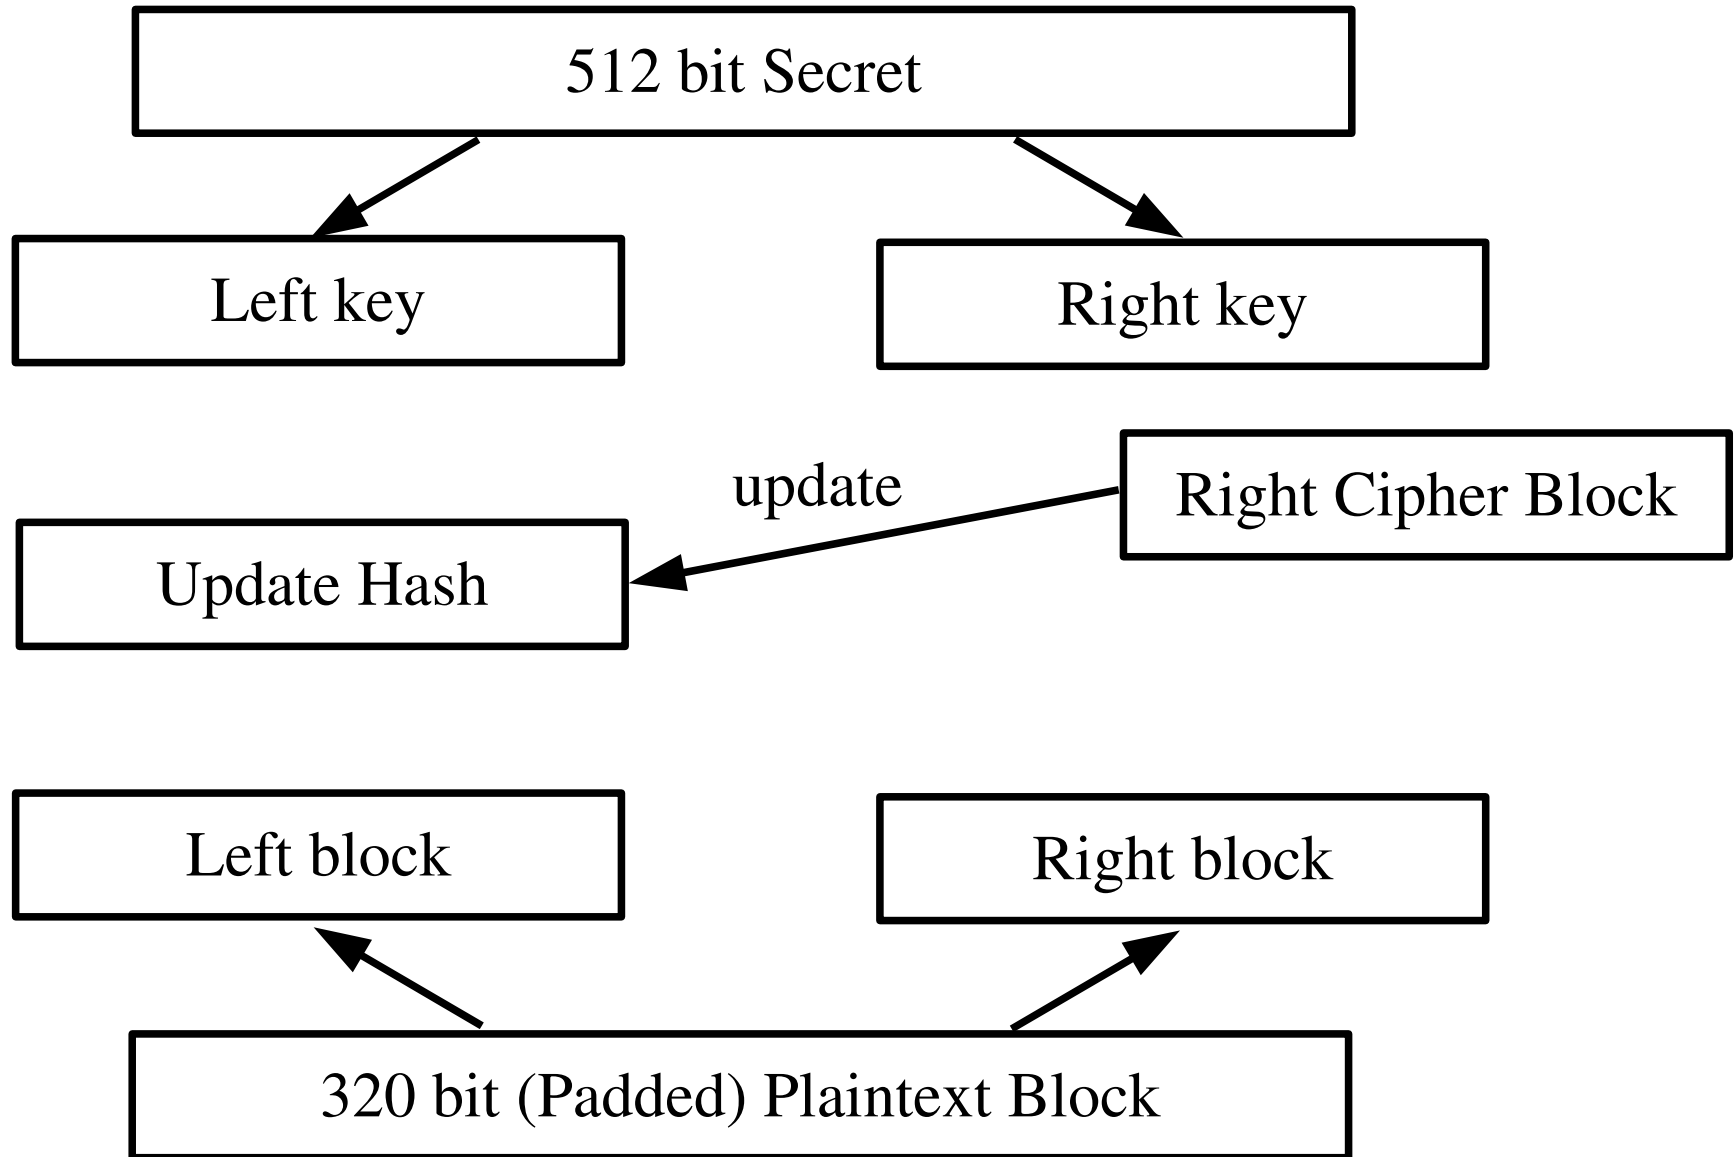 512 bit Secret
Left key
Right key
update
Right Cipher Block
Update Hash
Left block
Right block
320 bit (Padded) Plaintext Block